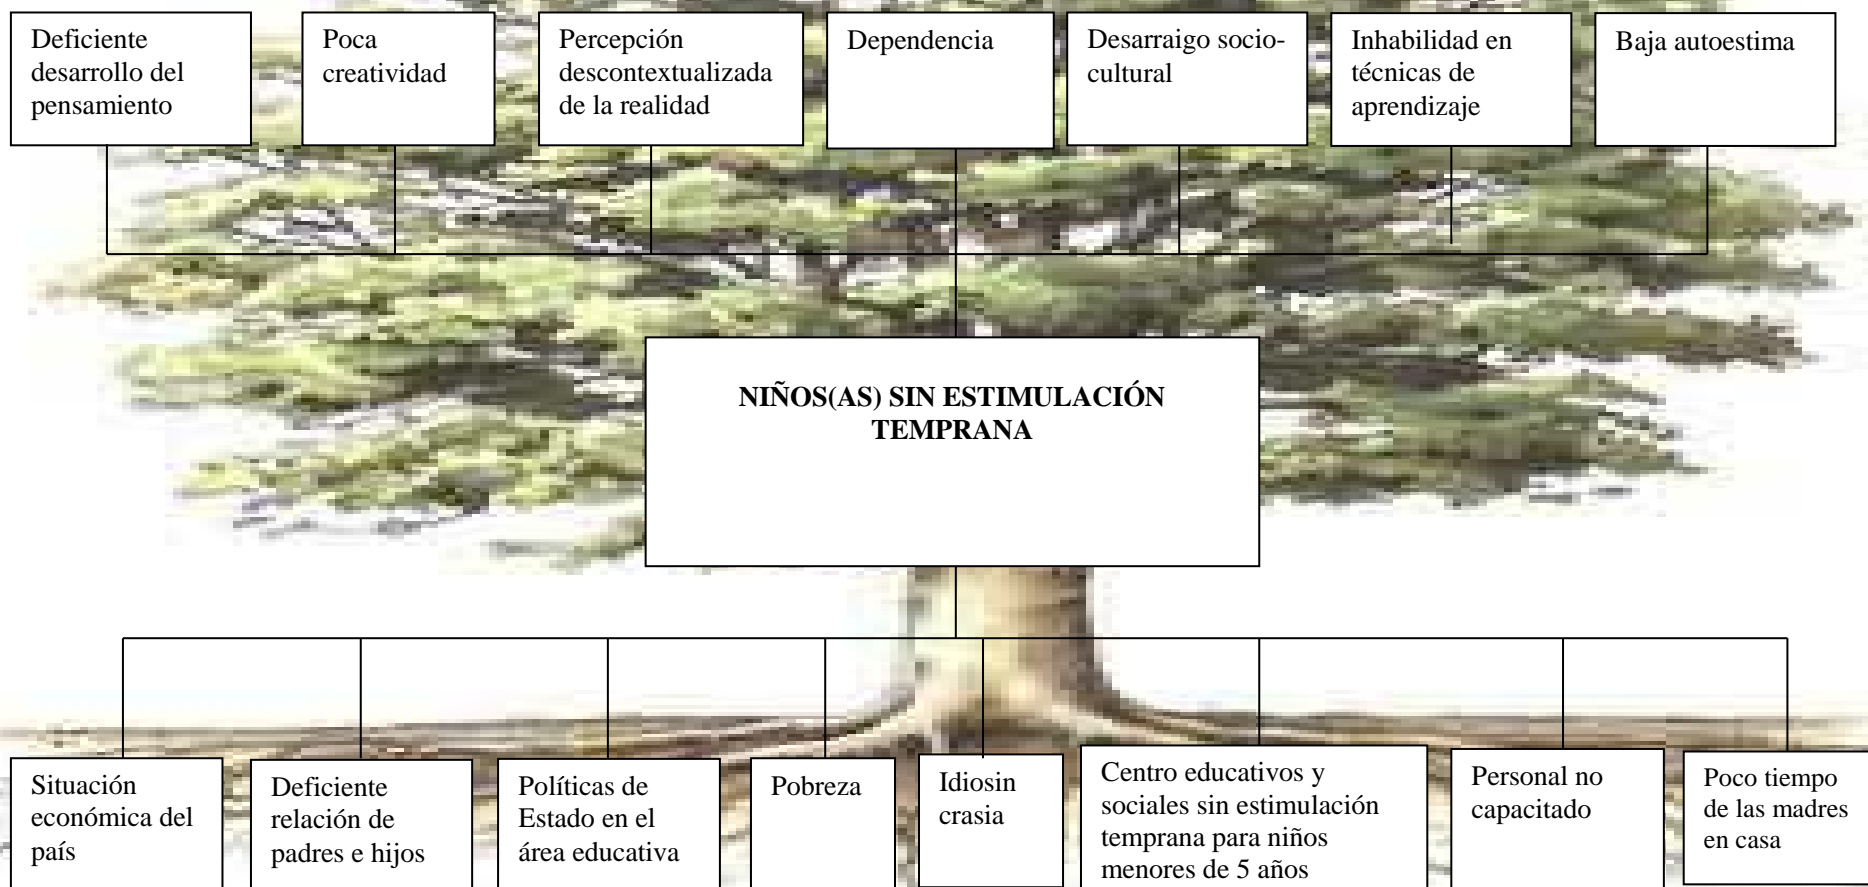 Deficiente
desarrollo del
pensamiento
Poca
creatividad
Percepción
descontextualizada
de la realidad
Dependencia
Desarraigo socio-
cultural
Inhabilidad en
técnicas de
aprendizaje
Baja autoestima
NIÑOS(AS) SIN ESTIMULACIÓN
TEMPRANA
Situación
económica del
país
Deficiente
relación de
padres e hijos
Políticas de
Estado en el
área educativa
Pobreza
Idiosin
crasia
Centro educativos y
sociales sin estimulación
temprana para niños
menores de 5 años
Personal no
capacitado
Poco tiempo
de las madres
en casa